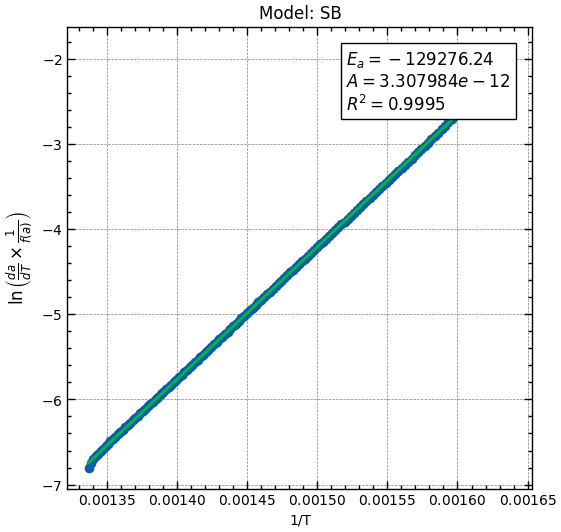 Model: SB
E_a = −129276.24
A = 3.307984e − 12
R² = 0.9995
ln (da/dT × 1/f(a))
−2
−3
−4
−5
−6
−7
0.00135 0.00140 0.00145 0.00150 0.00155 0.00160 0.00165
1/T